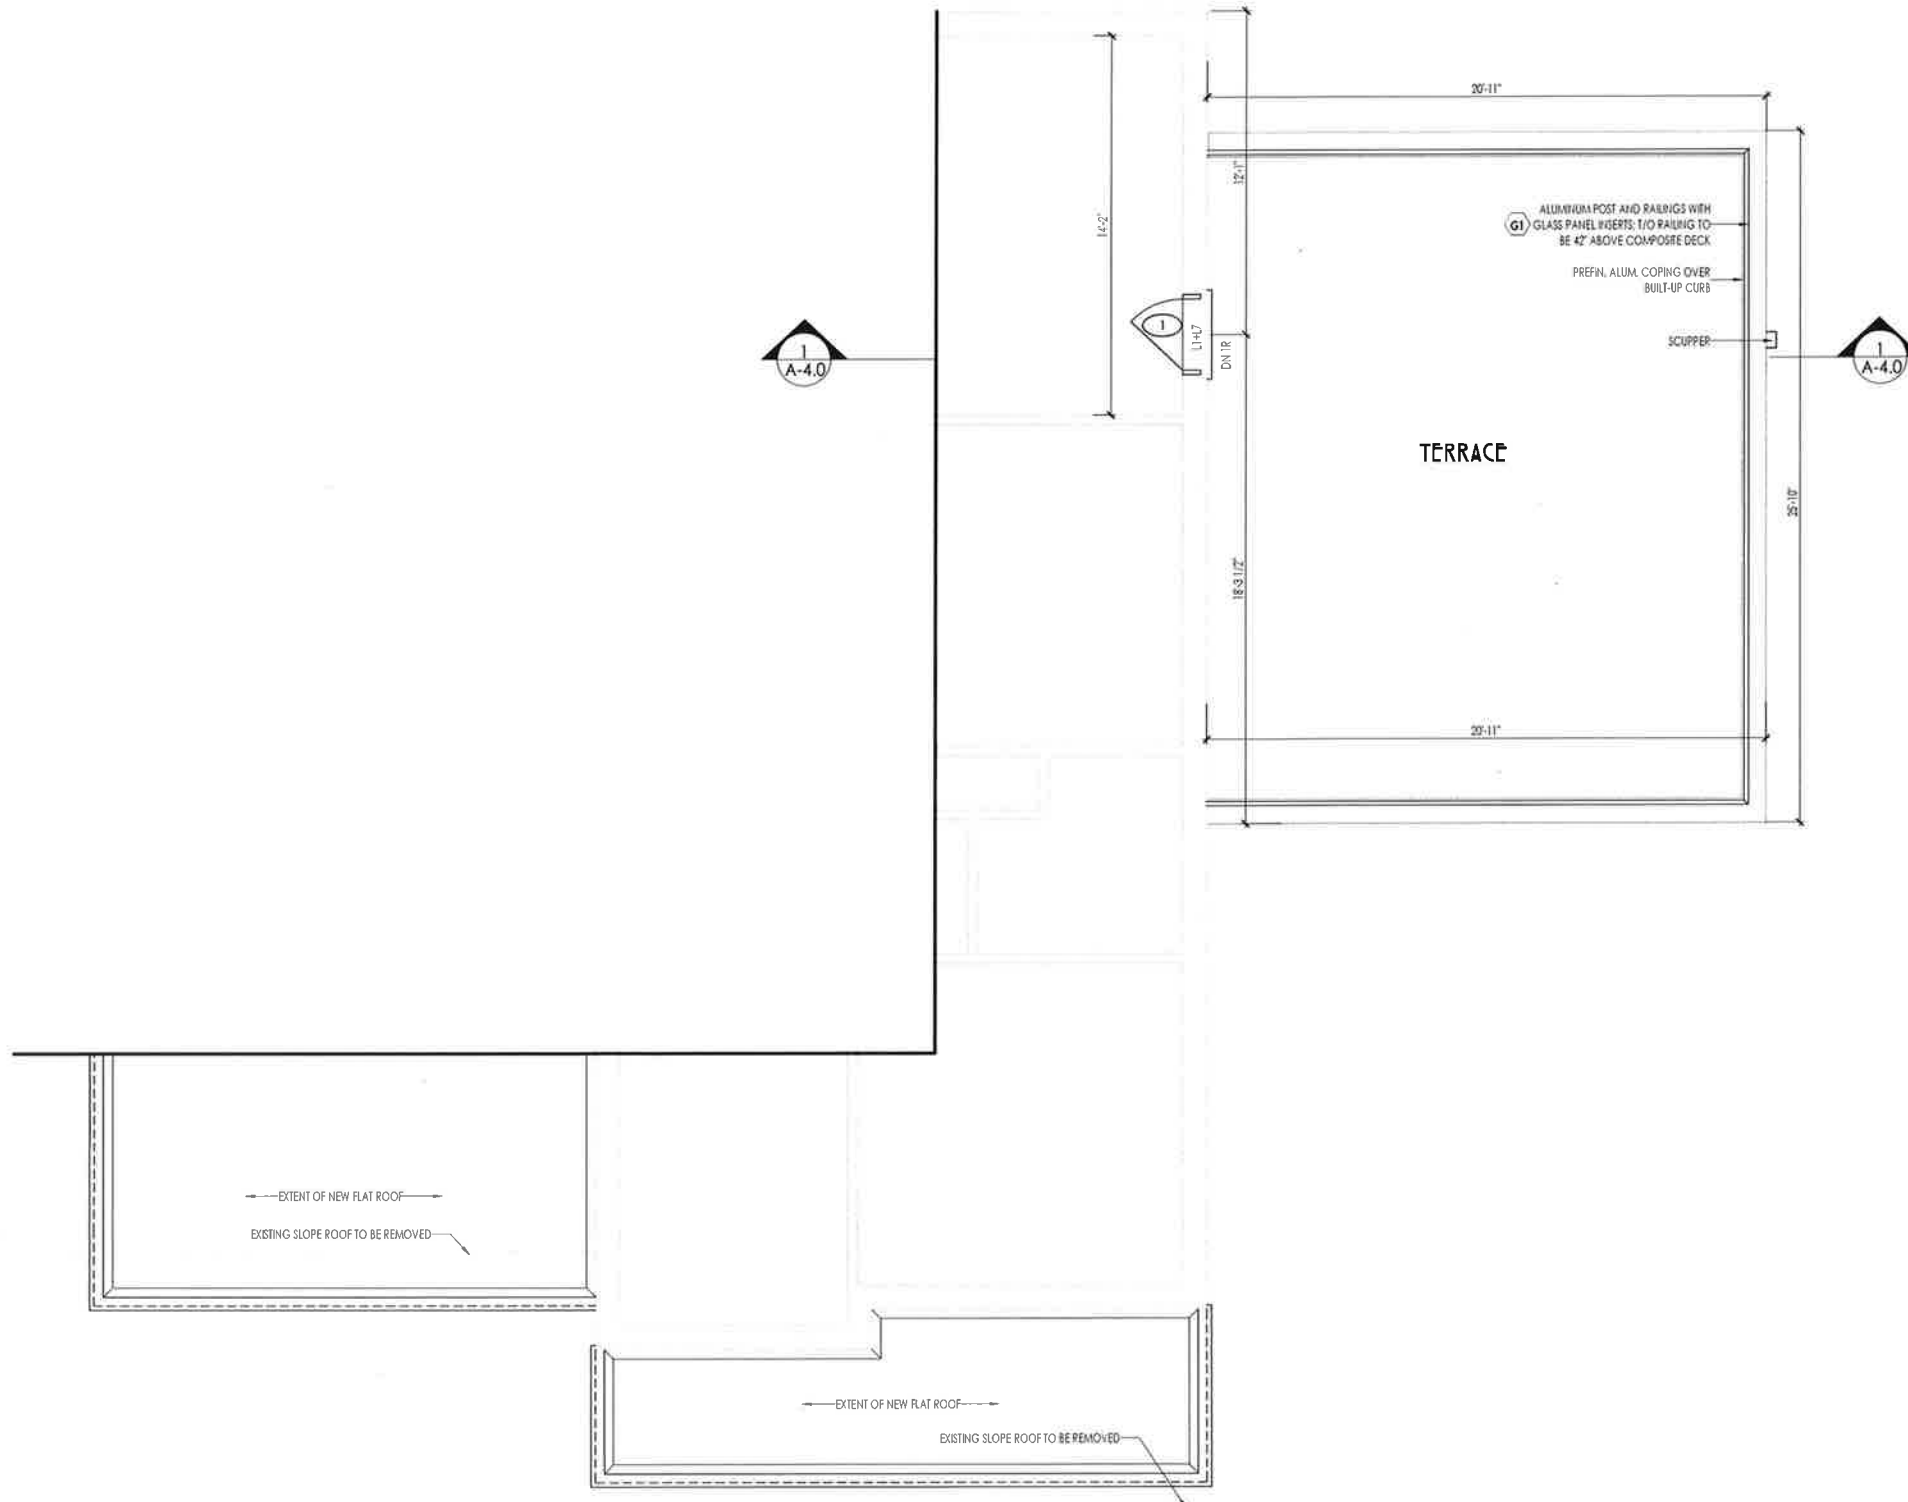 20'-11"
12'-1"
14'-2"
ALUMINUM POST AND RAILINGS WITH
G1 GLASS PANEL INSERTS; T/O RAILING TO
BE 42" ABOVE COMPOSITE DECK
PREFIN. ALUM. COPING OVER
BUILT-UP CURB
1
L1+L7
DN 1R
SCUPPER
1
A-4.0
1
A-4.0
TERRACE
25'-10"
18'-3 1/2"
20'-11"
EXTENT OF NEW FLAT ROOF
EXISTING SLOPE ROOF TO BE REMOVED
EXTENT OF NEW FLAT ROOF
EXISTING SLOPE ROOF TO BE REMOVED